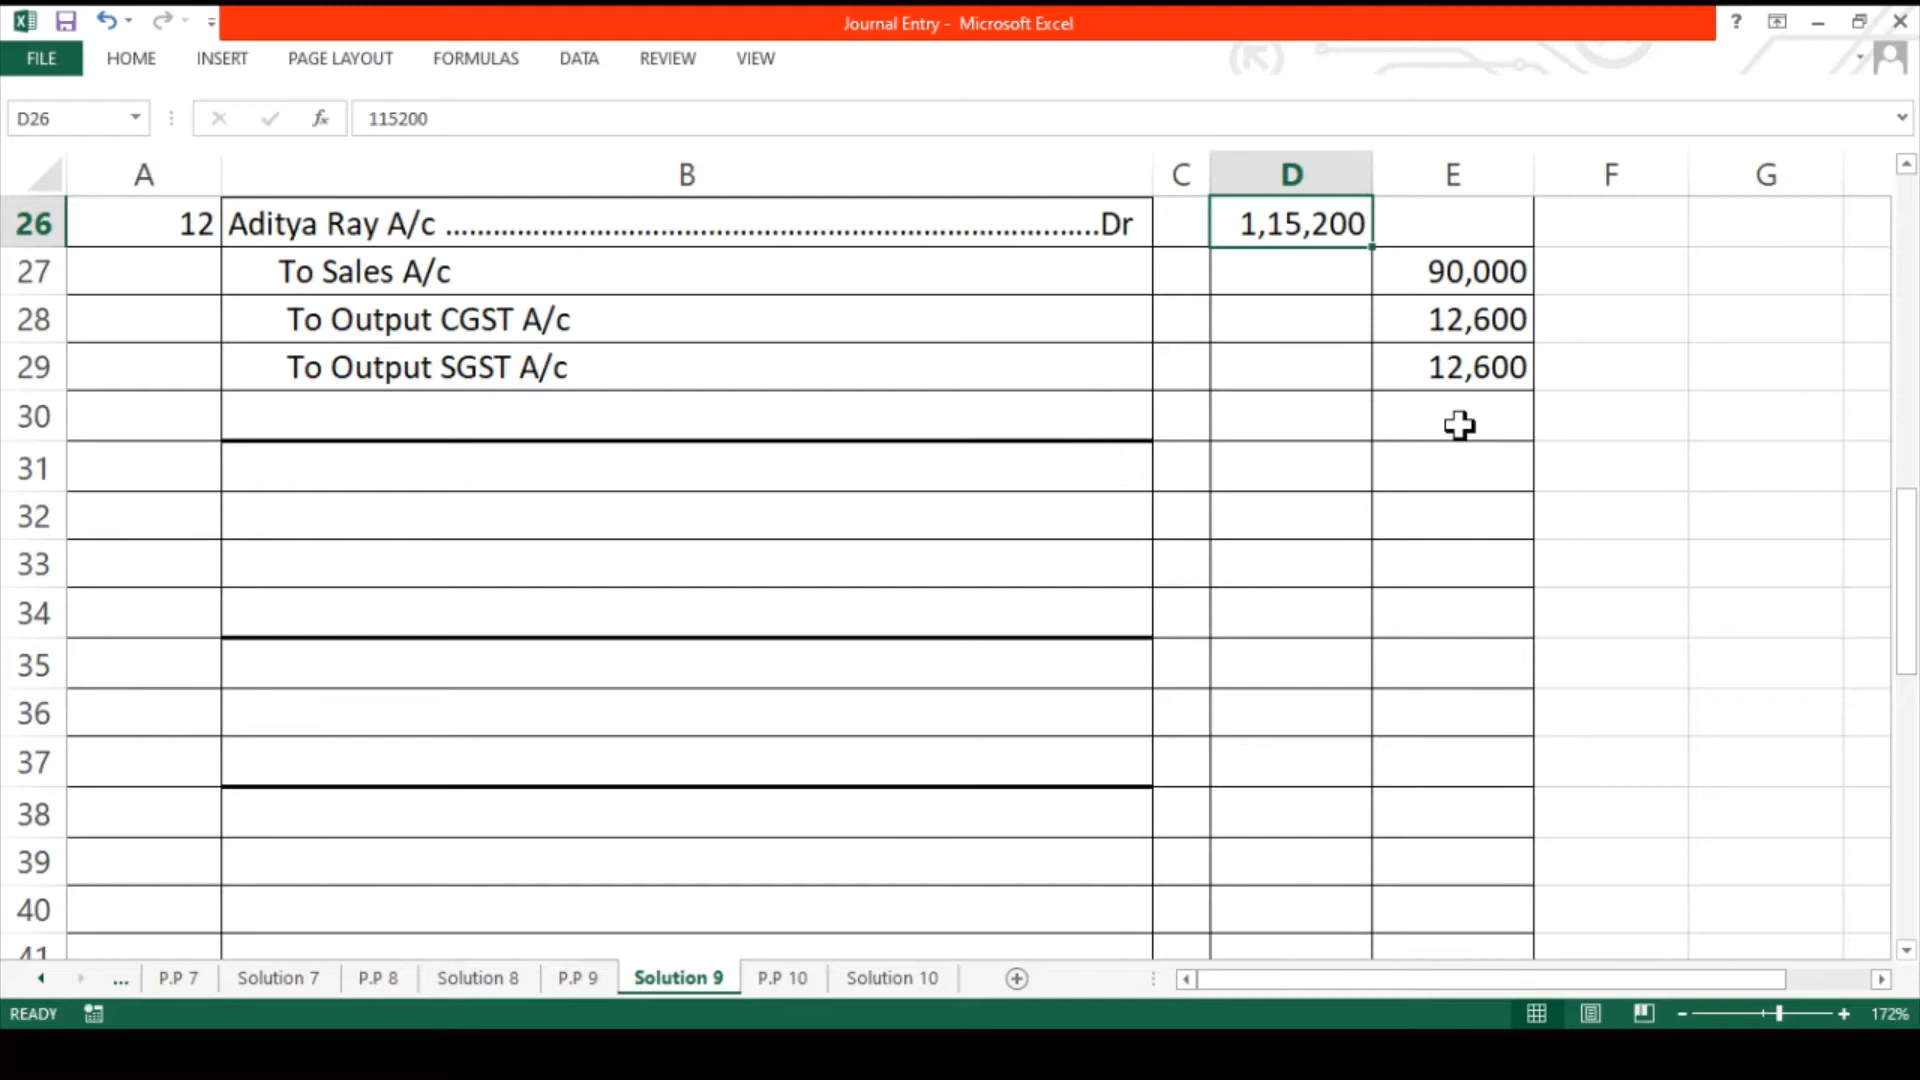 Journal Entry - Microsoft Excel
?
FILE HOME INSERT PAGE LAYOUT FORMULAS DATA REVIEW VIEW
D26 fx 115200
A B C D E F G
26 12 Aditya Ray A/c ..................................................................................Dr 1,15,200
27 To Sales A/c 90,000
28 To Output CGST A/c 12,600
29 To Output SGST A/c 12,600
30
31
32
33
34
35
36
37
38
39
40
41
... P.P 7 Solution 7 P.P 8 Solution 8 P.P 9 Solution 9 P.P 10 Solution 10
READY 172%